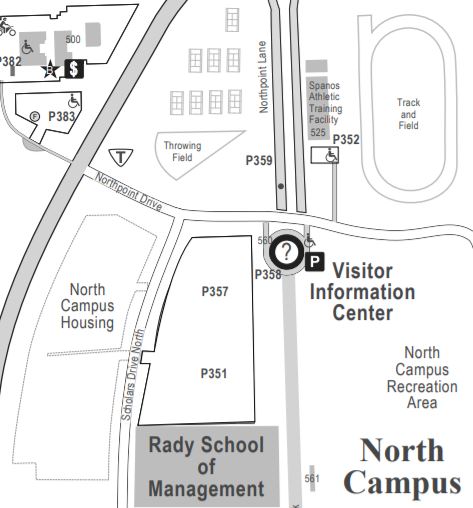 500
P382
B
$
P383
F
T
Northpoint Drive
Northpoint Lane
Throwing
Field
P359
Spanos
Athletic
Training
Facility
525
P352
Track
and
Field
560
?
P
P358
Visitor
Information
Center
North
Campus
Housing
P357
P351
Scholars Drive North
North
Campus
Recreation
Area
Rady School
of
Management
561
North
Campus